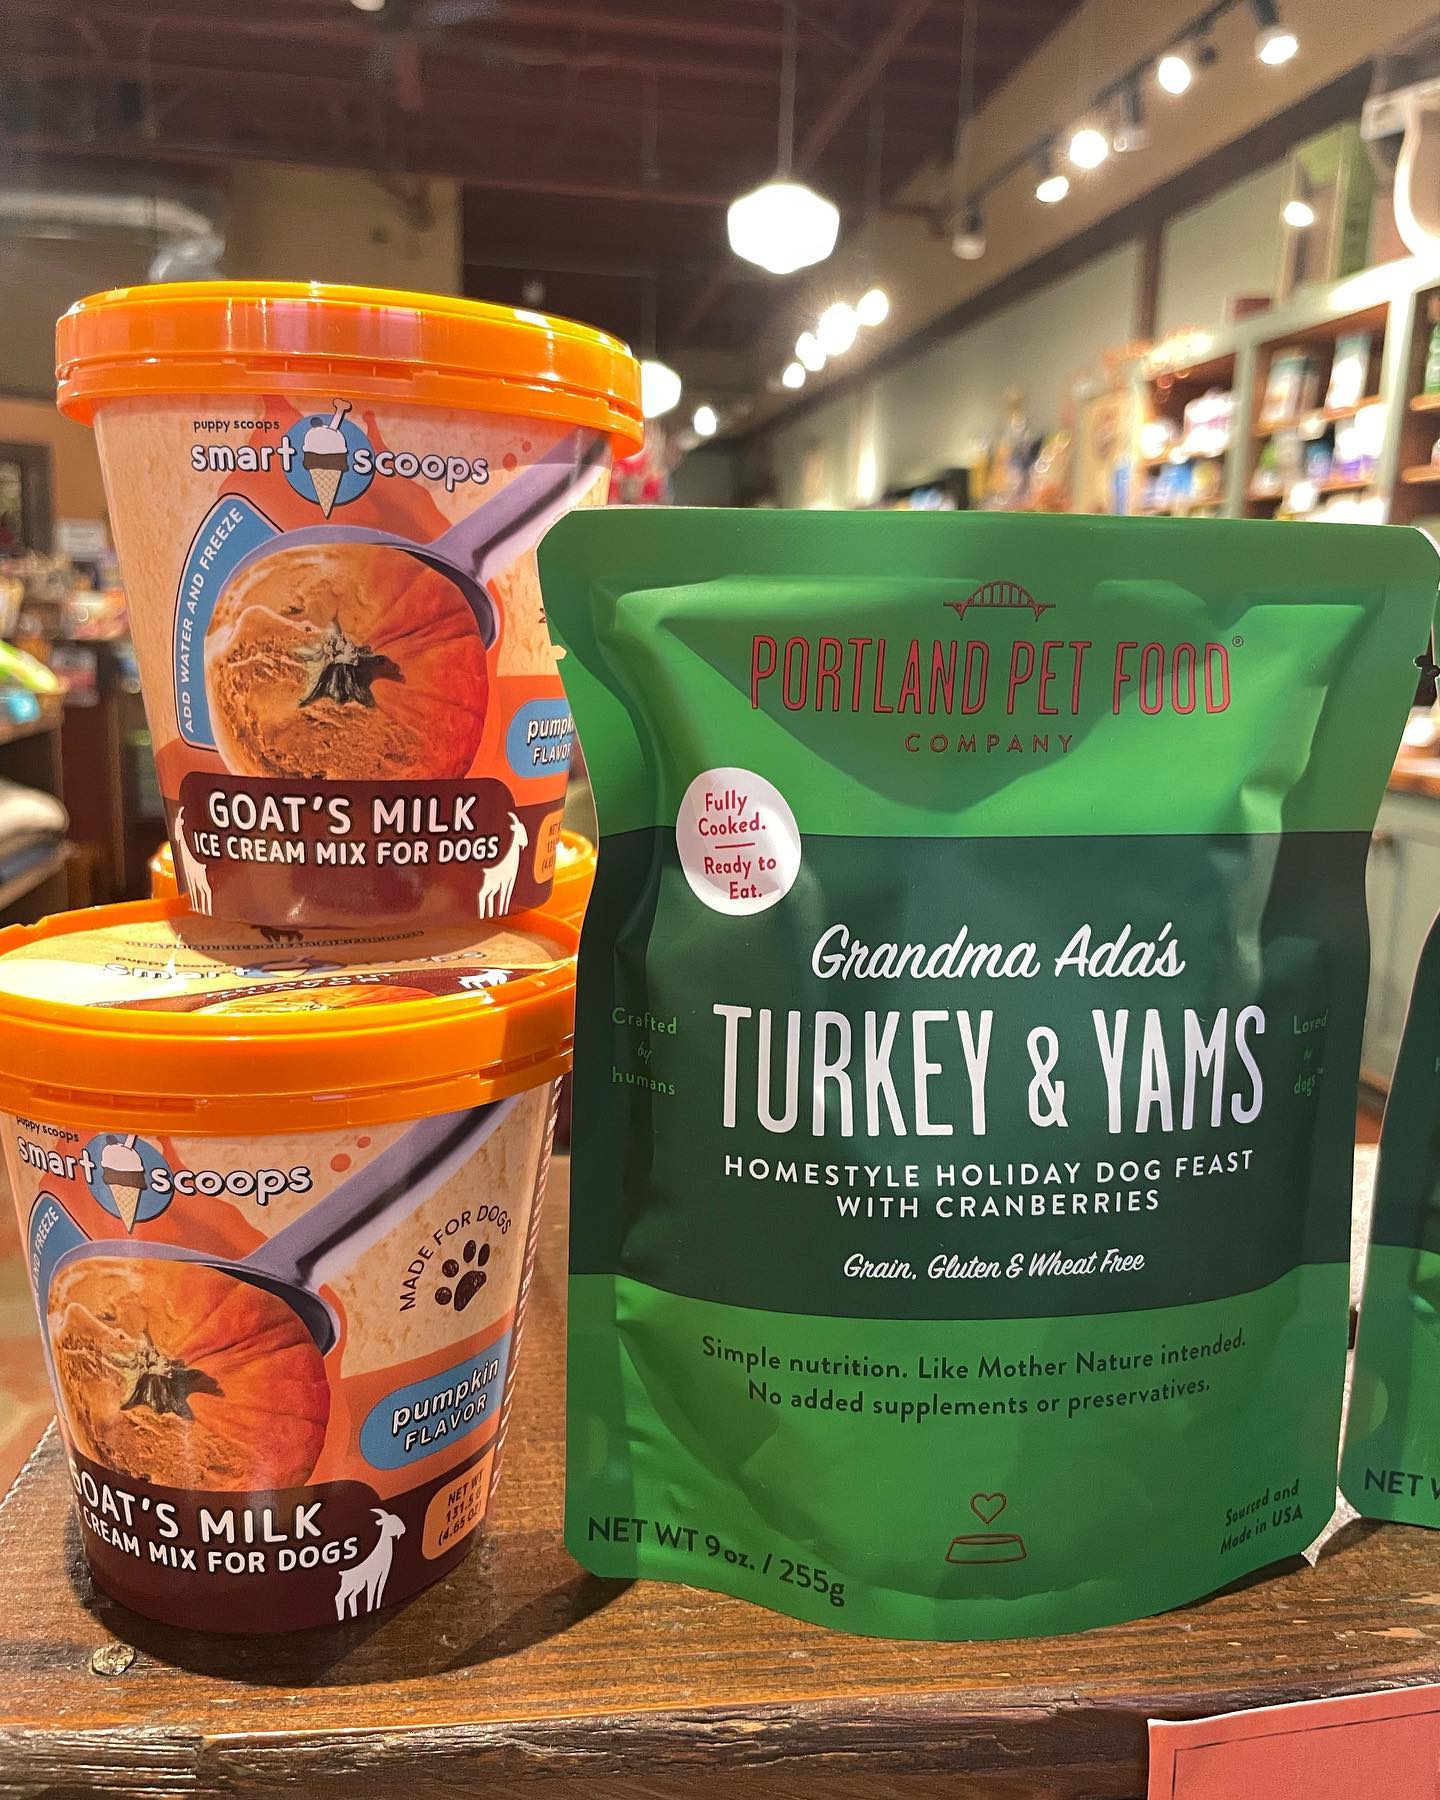 puppy scoops
smart scoops
ADD WATER AND FREEZE
FLAVOR
GOAT'S MILK
ICE CREAM MIX FOR DOGS
puppy scoops
smart scoops
AND FREEZE
MADE FOR DOGS
pumpkin
FLAVOR
GOAT'S MILK
CREAM MIX FOR DOGS
NET WT
131.5 G
(4.65 OZ)
PORTLAND PET FOOD®
COMPANY
Fully
Cooked.
Ready to
Eat.
Grandma Ada's
TURKEY & YAMS
HOMESTYLE HOLIDAY DOG FEAST
WITH CRANBERRIES
Grain, Gluten & Wheat Free
Crafted
by
humans
Loved
by
dogs™
Simple nutrition. Like Mother Nature intended.
No added supplements or preservatives.
NET WT 9 oz. / 255g
Sourced and
Made in USA
NET